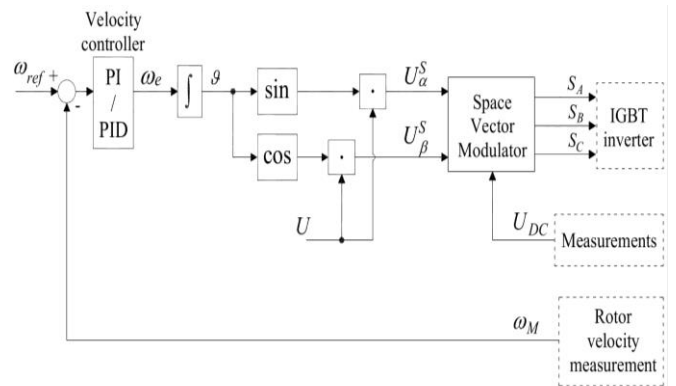 Velocity
controller
ω_ref + -
PI
/
PID
ω_e
∫
ϑ
sin
cos
·
·
U
U_α^S
U_β^S
Space
Vector
Modulator
S_A
S_B
S_C
IGBT
inverter
U_DC
Measurements
ω_M
Rotor
velocity
measurement